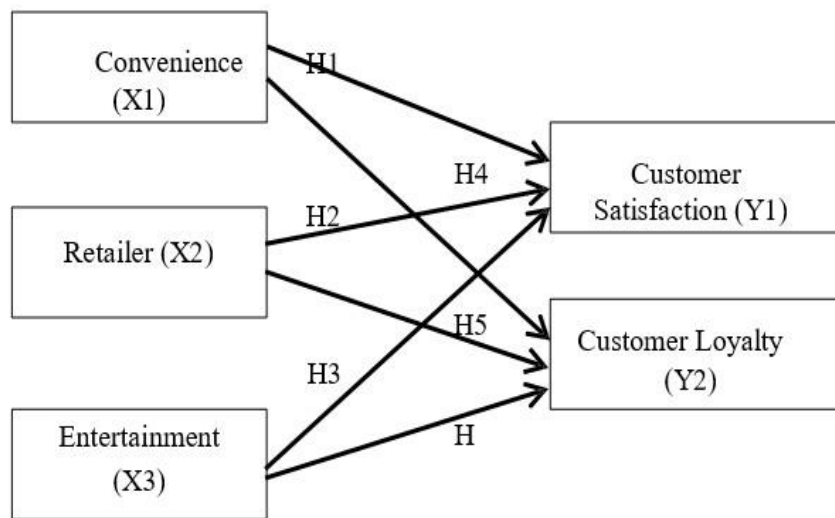 Convenience
(X1)
H1
H4
Customer
Satisfaction (Y1)
H2
Retailer (X2)
H5
Customer Loyalty
(Y2)
H3
Entertainment
(X3)
H